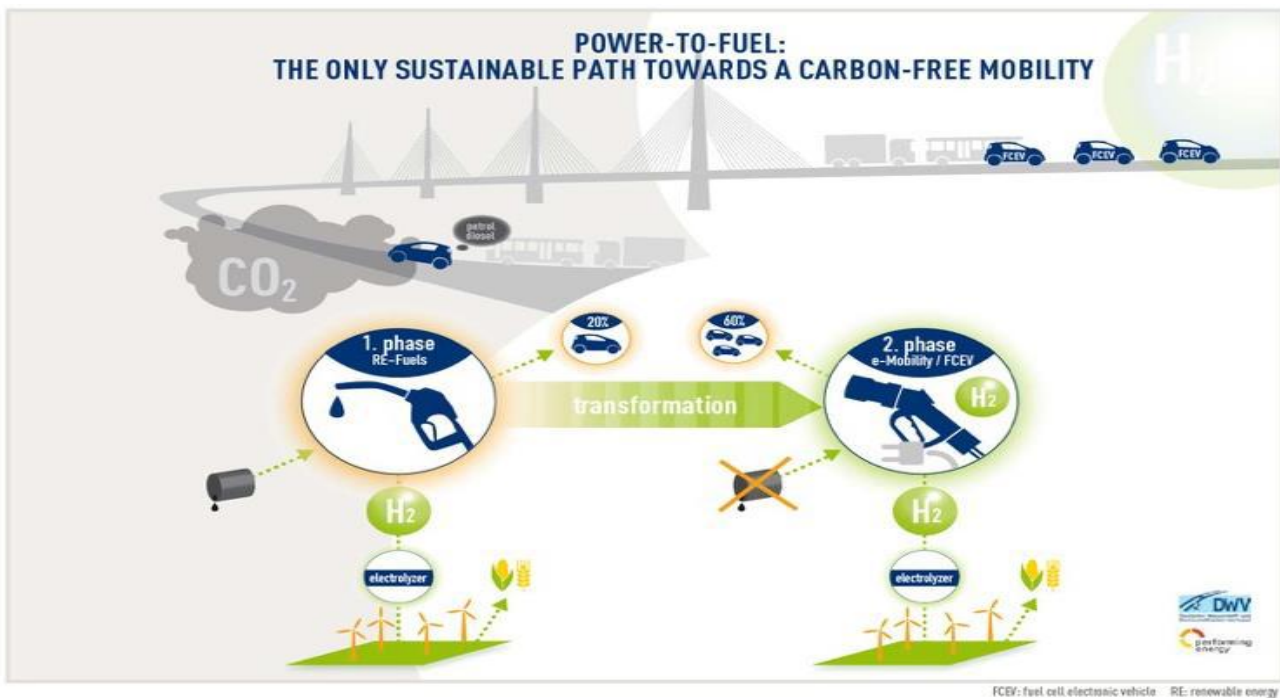 POWER-TO-FUEL:
THE ONLY SUSTAINABLE PATH TOWARDS A CARBON-FREE MOBILITY
H2
FCEV
FCEV
FCEV
petrol
diesel
CO2
20%
60%
1. phase
RE-Fuels
2. phase
e-Mobility / FCEV
H2
transformation
H2
H2
electrolyzer
electrolyzer
DWV
performing
energy
FCEV: fuel cell electronic vehicle RE: renewable energy